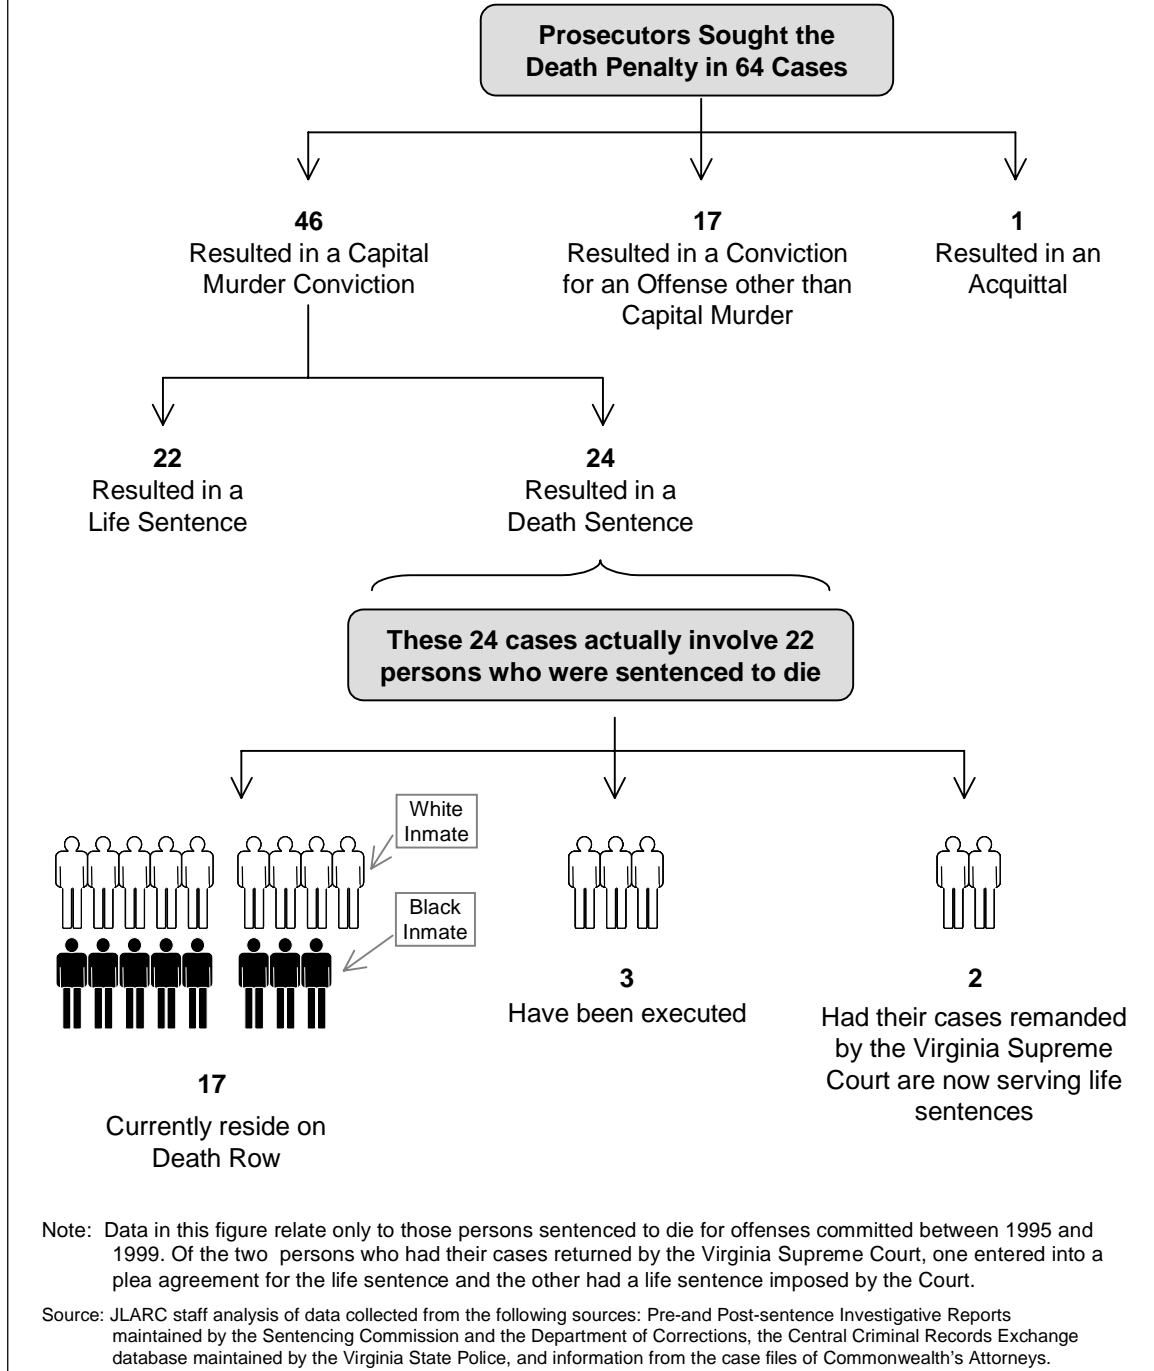 Prosecutors Sought the
Death Penalty in 64 Cases
46
Resulted in a Capital
Murder Conviction
17
Resulted in a Conviction
for an Offense other than
Capital Murder
1
Resulted in an
Acquittal
22
Resulted in a
Life Sentence
24
Resulted in a
Death Sentence
These 24 cases actually involve 22
persons who were sentenced to die
White
Inmate
Black
Inmate
17
Currently reside on
Death Row
3
Have been executed
2
Had their cases remanded
by the Virginia Supreme
Court are now serving life
sentences
Note: Data in this figure relate only to those persons sentenced to die for offenses committed between 1995 and
1999. Of the two persons who had their cases returned by the Virginia Supreme Court, one entered into a
plea agreement for the life sentence and the other had a life sentence imposed by the Court.
Source: JLARC staff analysis of data collected from the following sources: Pre-and Post-sentence Investigative Reports
maintained by the Sentencing Commission and the Department of Corrections, the Central Criminal Records Exchange
database maintained by the Virginia State Police, and information from the case files of Commonwealth's Attorneys.